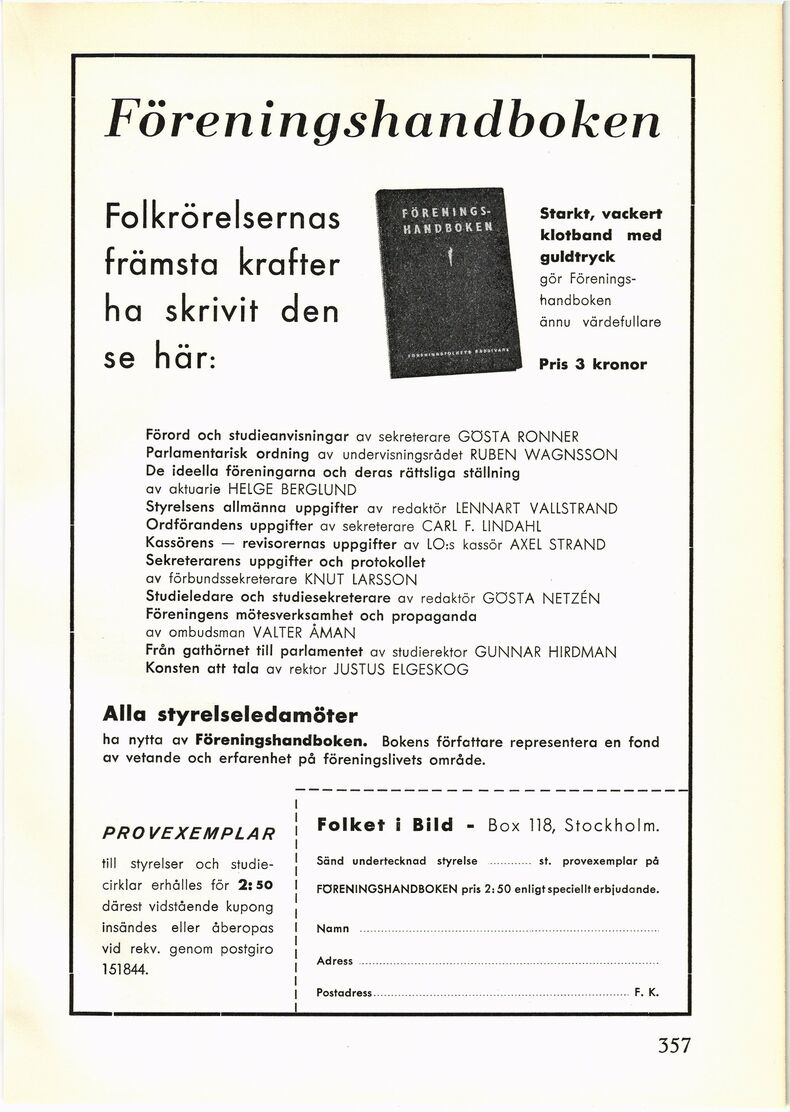 Föreningshandboken
Folkrörelsernas
främsta krafter
ha skrivit den
se här:
FÖRENINGS-
HANDBOKEN
Starkt, vackert
klotband med
guldtryck
gör Förenings-
handboken
ännu värdefullare
Pris 3 kronor
Förord och studieanvisningar av sekreterare GÖSTA RONNER
Parlamentarisk ordning av undervisningsrådet RUBEN WAGNSSON
De ideella föreningarna och deras rättsliga ställning
av aktuarie HELGE BERGLUND
Styrelsens allmänna uppgifter av redaktör LENNART VALLSTRAND
Ordförandens uppgifter av sekreterare CARL F. LINDAHL
Kassörens — revisorernas uppgifter av LO:s kassör AXEL STRAND
Sekreterarens uppgifter och protokollet
av förbundssekreterare KNUT LARSSON
Studieledare och studiesekreterare av redaktör GÖSTA NETZÉN
Föreningens mötesverksamhet och propaganda
av ombudsman VALTER ÅMAN
Från gathörnet till parlamentet av studierektor GUNNAR HIRDMAN
Konsten att tala av rektor JUSTUS ELGESKOG
Alla styrelseledamöter
ha nytta av Föreningshandboken. Bokens författare representera en fond
av vetande och erfarenhet på föreningslivets område.
PROVEXEMPLAR
till styrelser och studie-
cirklar erhålles för 2:50
därest vidstående kupong
insändes eller åberopas
vid rekv. genom postgiro
151844.
Folket i Bild - Box 118, Stockholm.
Sänd undertecknad styrelse ............ st. provexemplar på
FÖRENINGSHANDBOKEN pris 2:50 enligt speciellt erbjudande.
Namn
Adress
Postadress F. K.
357